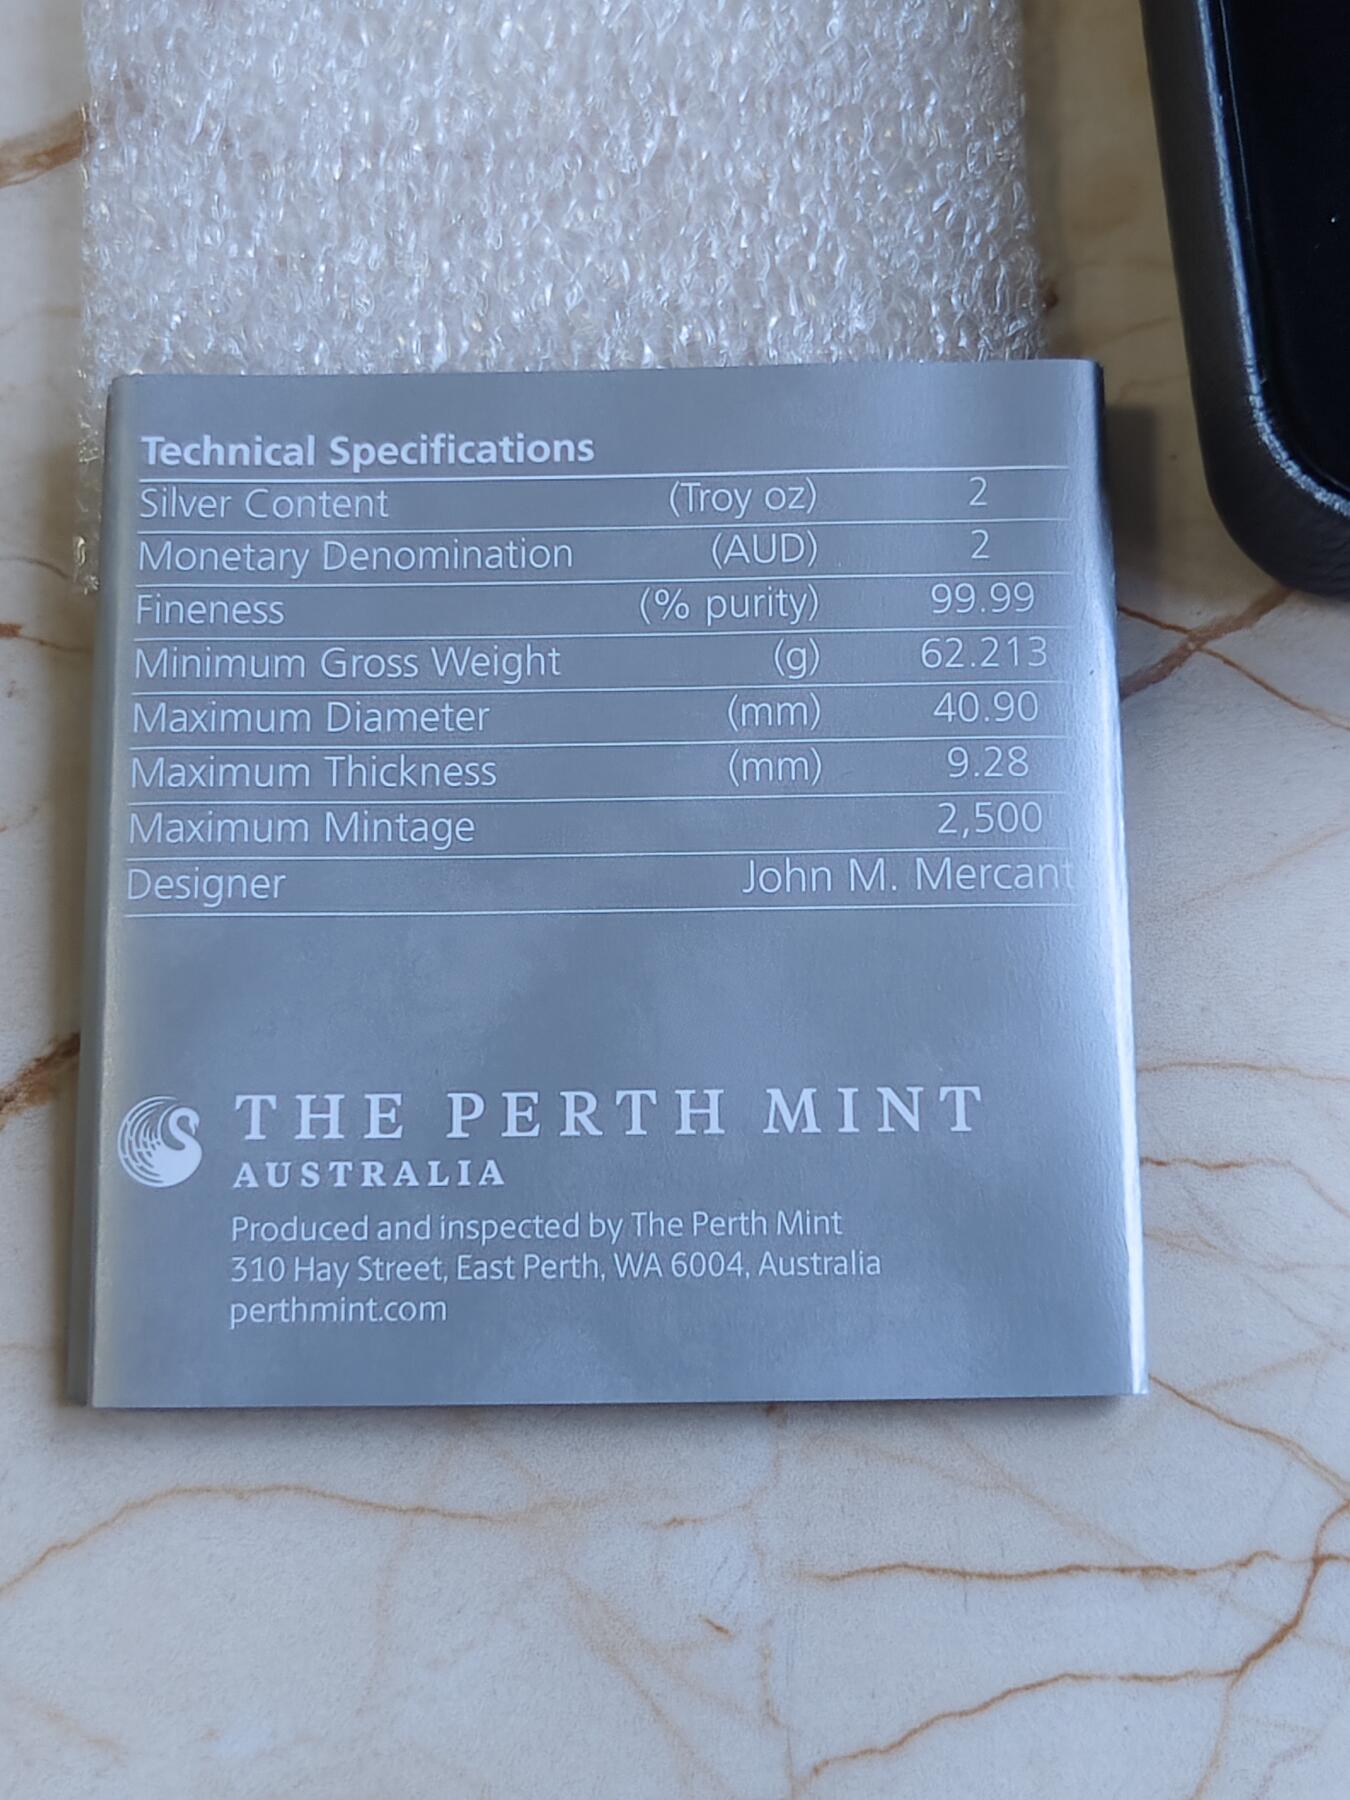 Technical Specifications
Silver Content (Troy oz) 2
Monetary Denomination (AUD) 2
Fineness (% purity) 99.99
Minimum Gross Weight (g) 62.213
Maximum Diameter (mm) 40.90
Maximum Thickness (mm) 9.28
Maximum Mintage 2,500
Designer John M. Mercant
THE PERTH MINT
AUSTRALIA
Produced and inspected by The Perth Mint
310 Hay Street, East Perth, WA 6004, Australia
perthmint.com